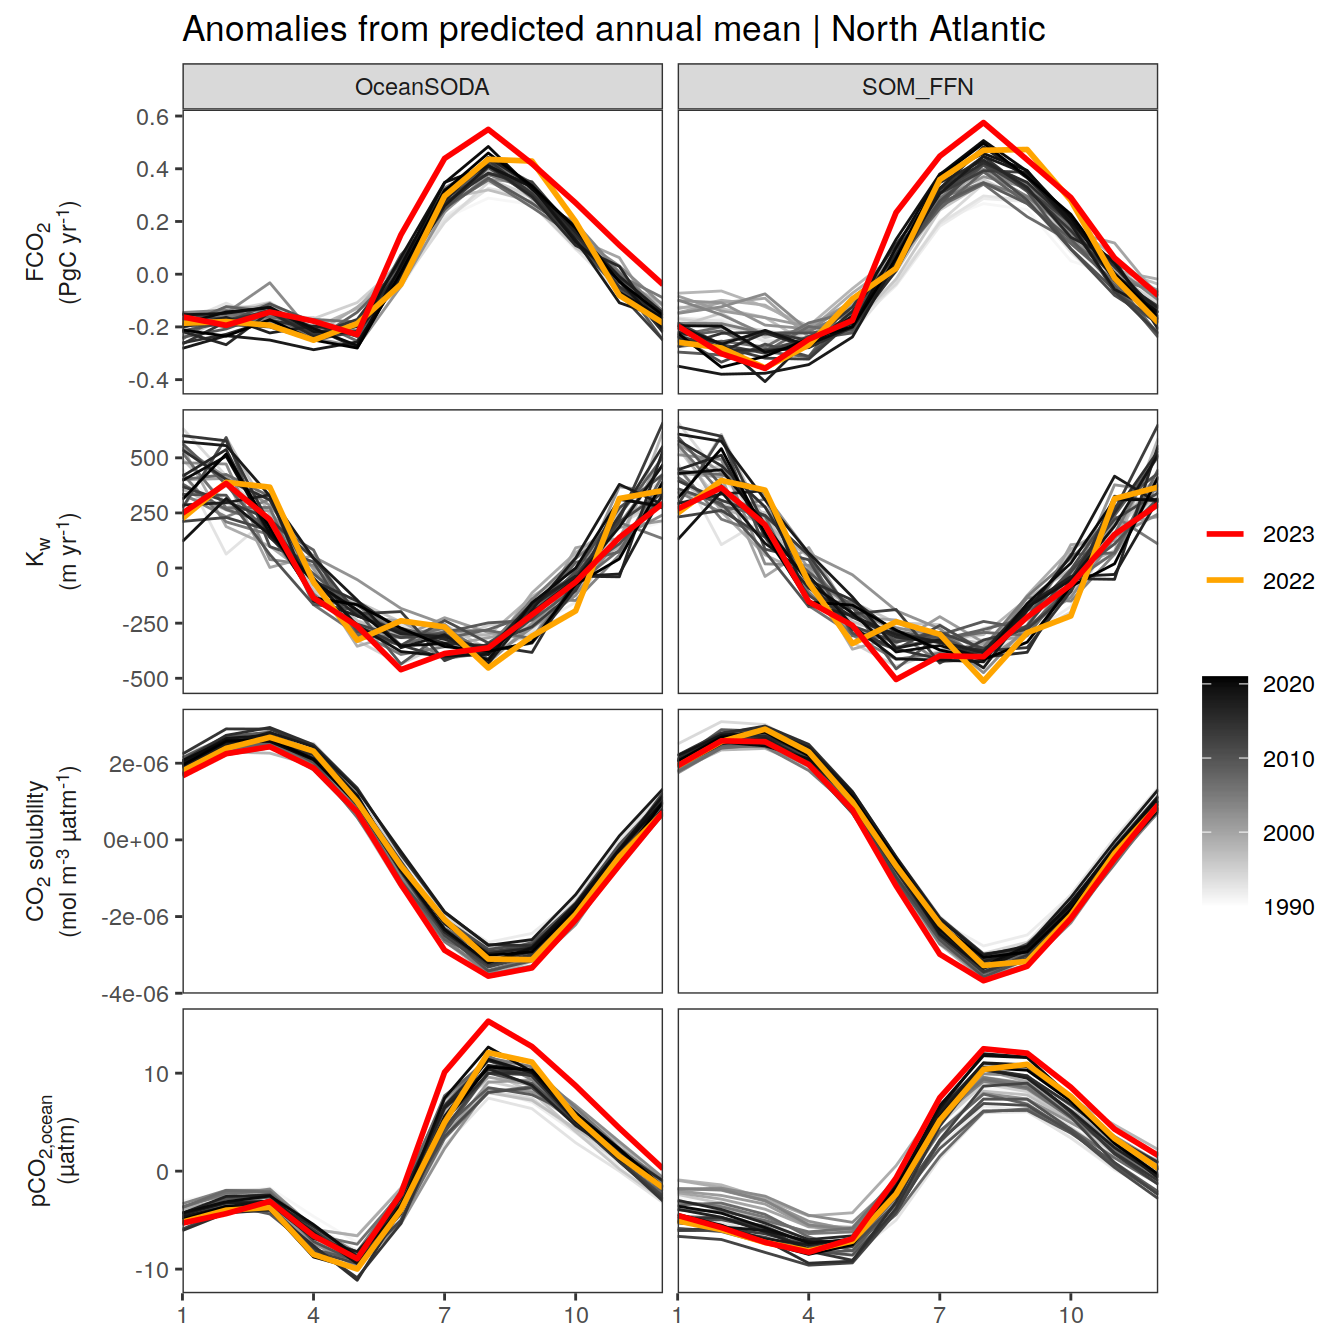 Anomalies from predicted annual mean | North Atlantic
OceanSODA
SOM_FFN
FCO2
(PgC yr-1)
0.6
0.4
0.2
0.0
-0.2
-0.4
Kw
(m yr-1)
500
250
0
-250
-500
CO2 solubility
(mol m-3 µatm-1)
2e-06
0e+00
-2e-06
-4e-06
pCO2,ocean
(µatm)
10
0
-10
1 4 7 10
1 4 7 10
2023
2022
2020
2010
2000
1990